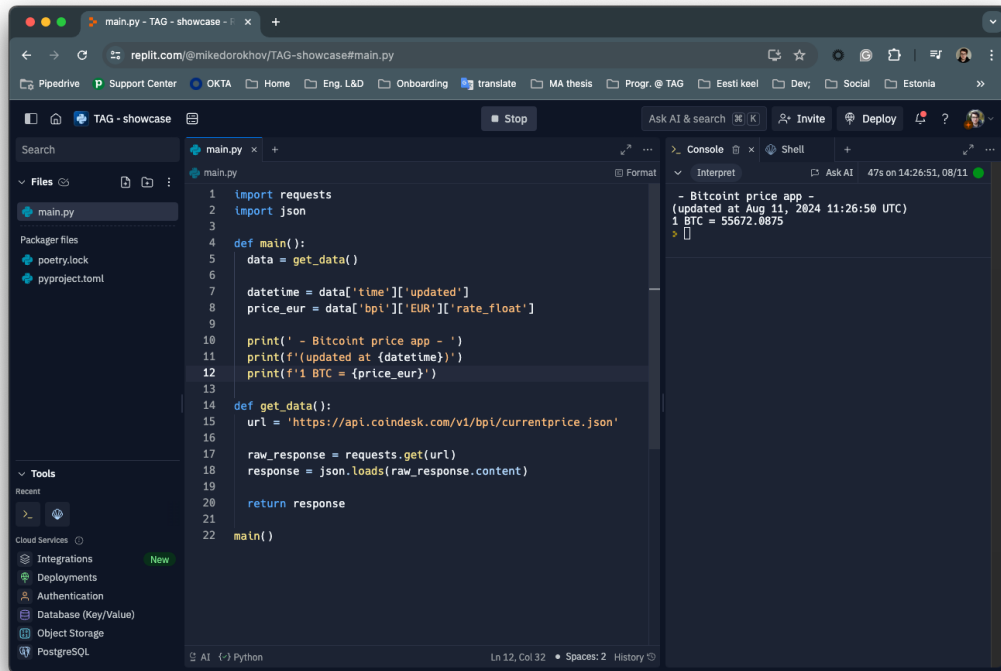 main.py - TAG - showcase - R
replit.com/@mikedorokhov/TAG-showcase#main.py
Pipedrive Support Center OKTA Home Eng. L&D Onboarding translate MA thesis Progr. @ TAG Eesti keel Dev; Social Estonia
TAG - showcase
Stop
Ask AI & search ⌘ K
Invite
Deploy
Search
Files
main.py
Packager files
poetry.lock
pyproject.toml
Tools
Recent
Cloud Services
Integrations New
Deployments
Authentication
Database (Key/Value)
Object Storage
PostgreSQL
main.py
main.py
Format
1 import requests
2 import json
3
4 def main():
5 data = get_data()
6
7 datetime = data['time']['updated']
8 price_eur = data['bpi']['EUR']['rate_float']
9
10 print(' - Bitcoint price app - ')
11 print(f'(updated at {datetime})')
12 print(f'1 BTC = {price_eur}')
13
14 def get_data():
15 url = 'https://api.coindesk.com/v1/bpi/currentprice.json'
16
17 raw_response = requests.get(url)
18 response = json.loads(raw_response.content)
19
20 return response
21
22 main()
AI {..} Python
Ln 12, Col 32 • Spaces: 2 History
Console
Shell
Interpret
Ask AI
47s on 14:26:51, 08/11
- Bitcoint price app -
(updated at Aug 11, 2024 11:26:50 UTC)
1 BTC = 55672.0875
>